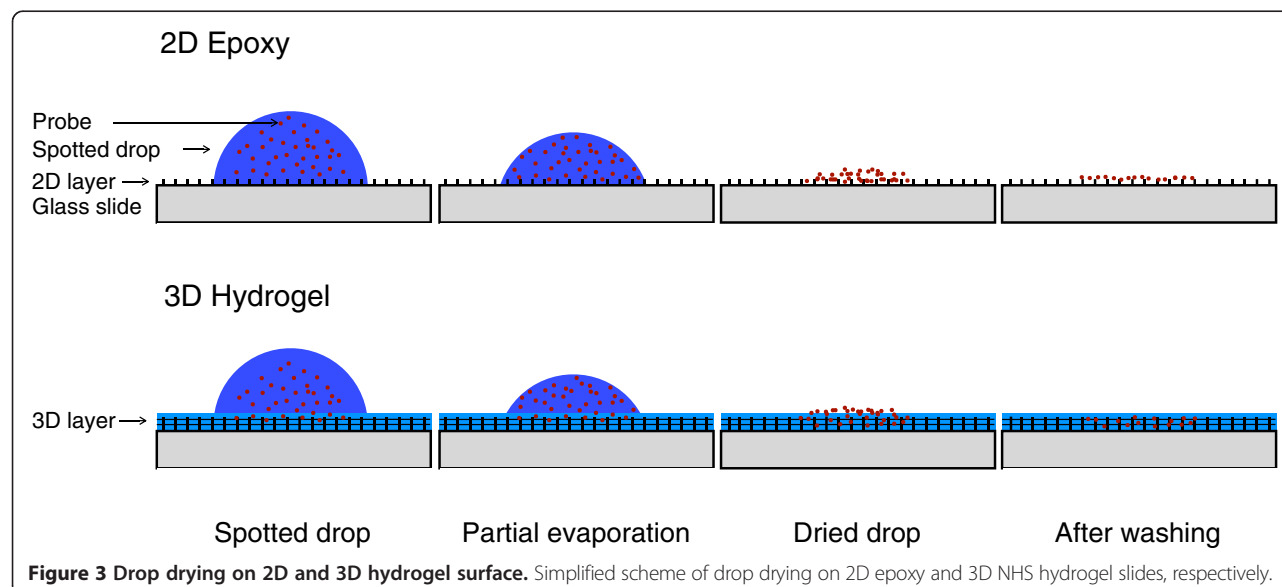 2D Epoxy
Probe
Spotted drop
2D layer
Glass slide
3D Hydrogel
3D layer
Spotted drop
Partial evaporation
Dried drop
After washing
Figure 3 Drop drying on 2D and 3D hydrogel surface. Simplified scheme of drop drying on 2D epoxy and 3D NHS hydrogel slides, respectively.